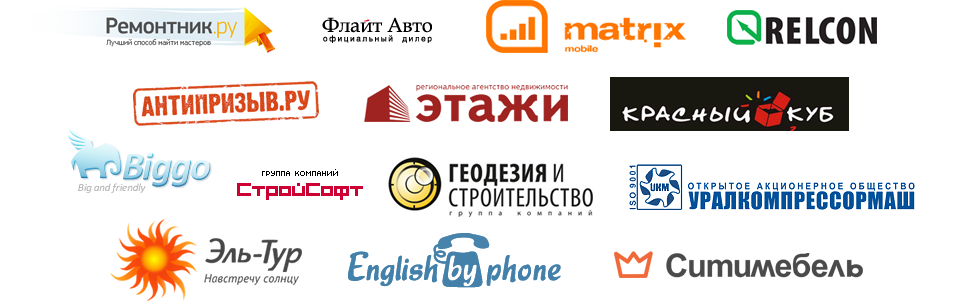 Ремонтник.ру
Лучший способ найти мастеров
Флайт Авто
официальный дилер
matrix
mobile
RELCON
АНТИПРИЗЫВ.РУ
региональное агентство недвижимости
ЭТАЖИ
КРАСНЫЙ КУБ
Biggo
Big and friendly
ГРУППА КОМПАНИЙ
СтройСофт
ГЕОДЕЗИЯ И
СТРОИТЕЛЬСТВО
группа компаний
ISO 9001
UKM
ОТКРЫТОЕ АКЦИОНЕРНОЕ ОБЩЕСТВО
УРАЛКОМПРЕССОРМАШ
Эль-Тур
Навстречу солнцу
English by phone
Ситимебель